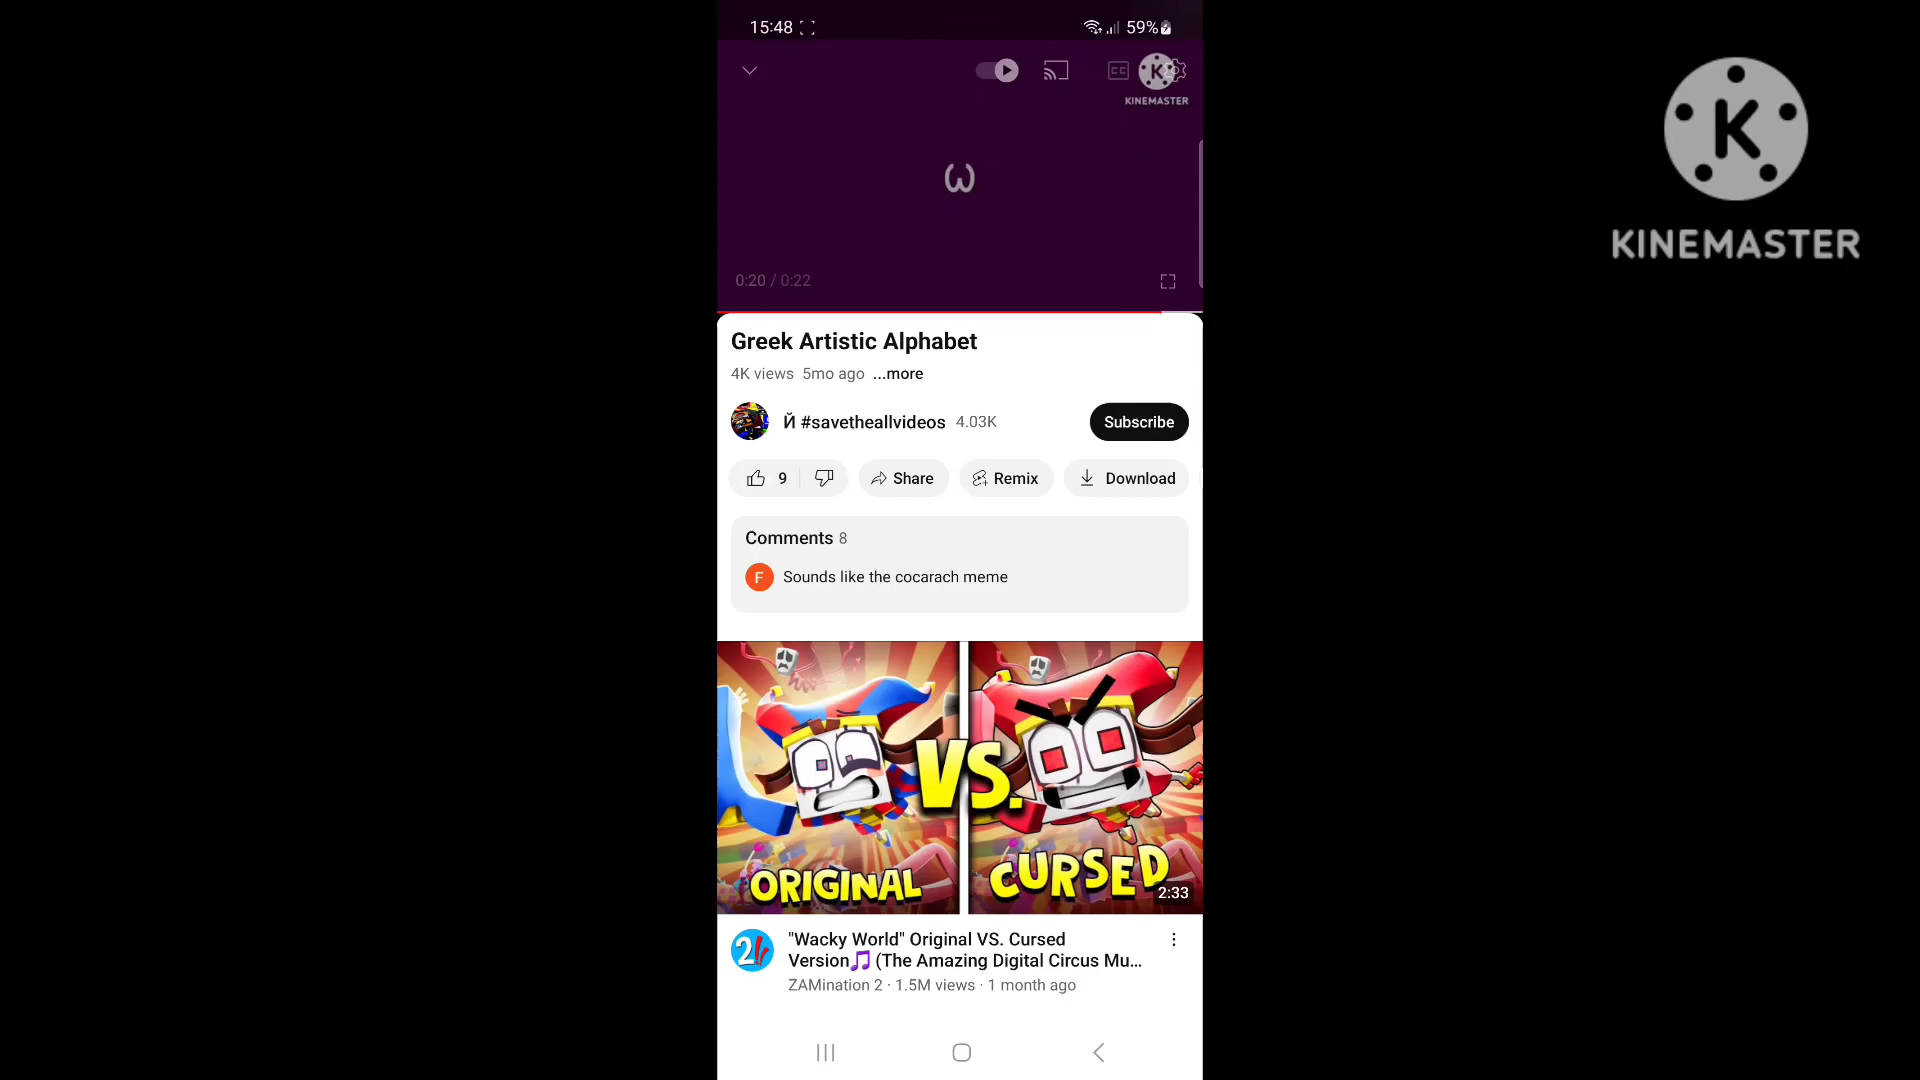 15:48
59%
CC
K
KINEMASTER
K
KINEMASTER
ω
0:20 / 0:22
Greek Artistic Alphabet
4K views 5mo ago ...more
Й #savetheallvideos 4.03K
Subscribe
9
Share
Remix
Download
Comments 8
F
Sounds like the cocarach meme
VS.
ORIGINAL
CURSED
2:33
2!!
"Wacky World" Original VS. Cursed
Version🎵 (The Amazing Digital Circus Mu...
ZAMination 2 · 1.5M views · 1 month ago